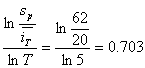 ln s_p / i_T / ln T = ln 62/20 / ln 5 = 0.703